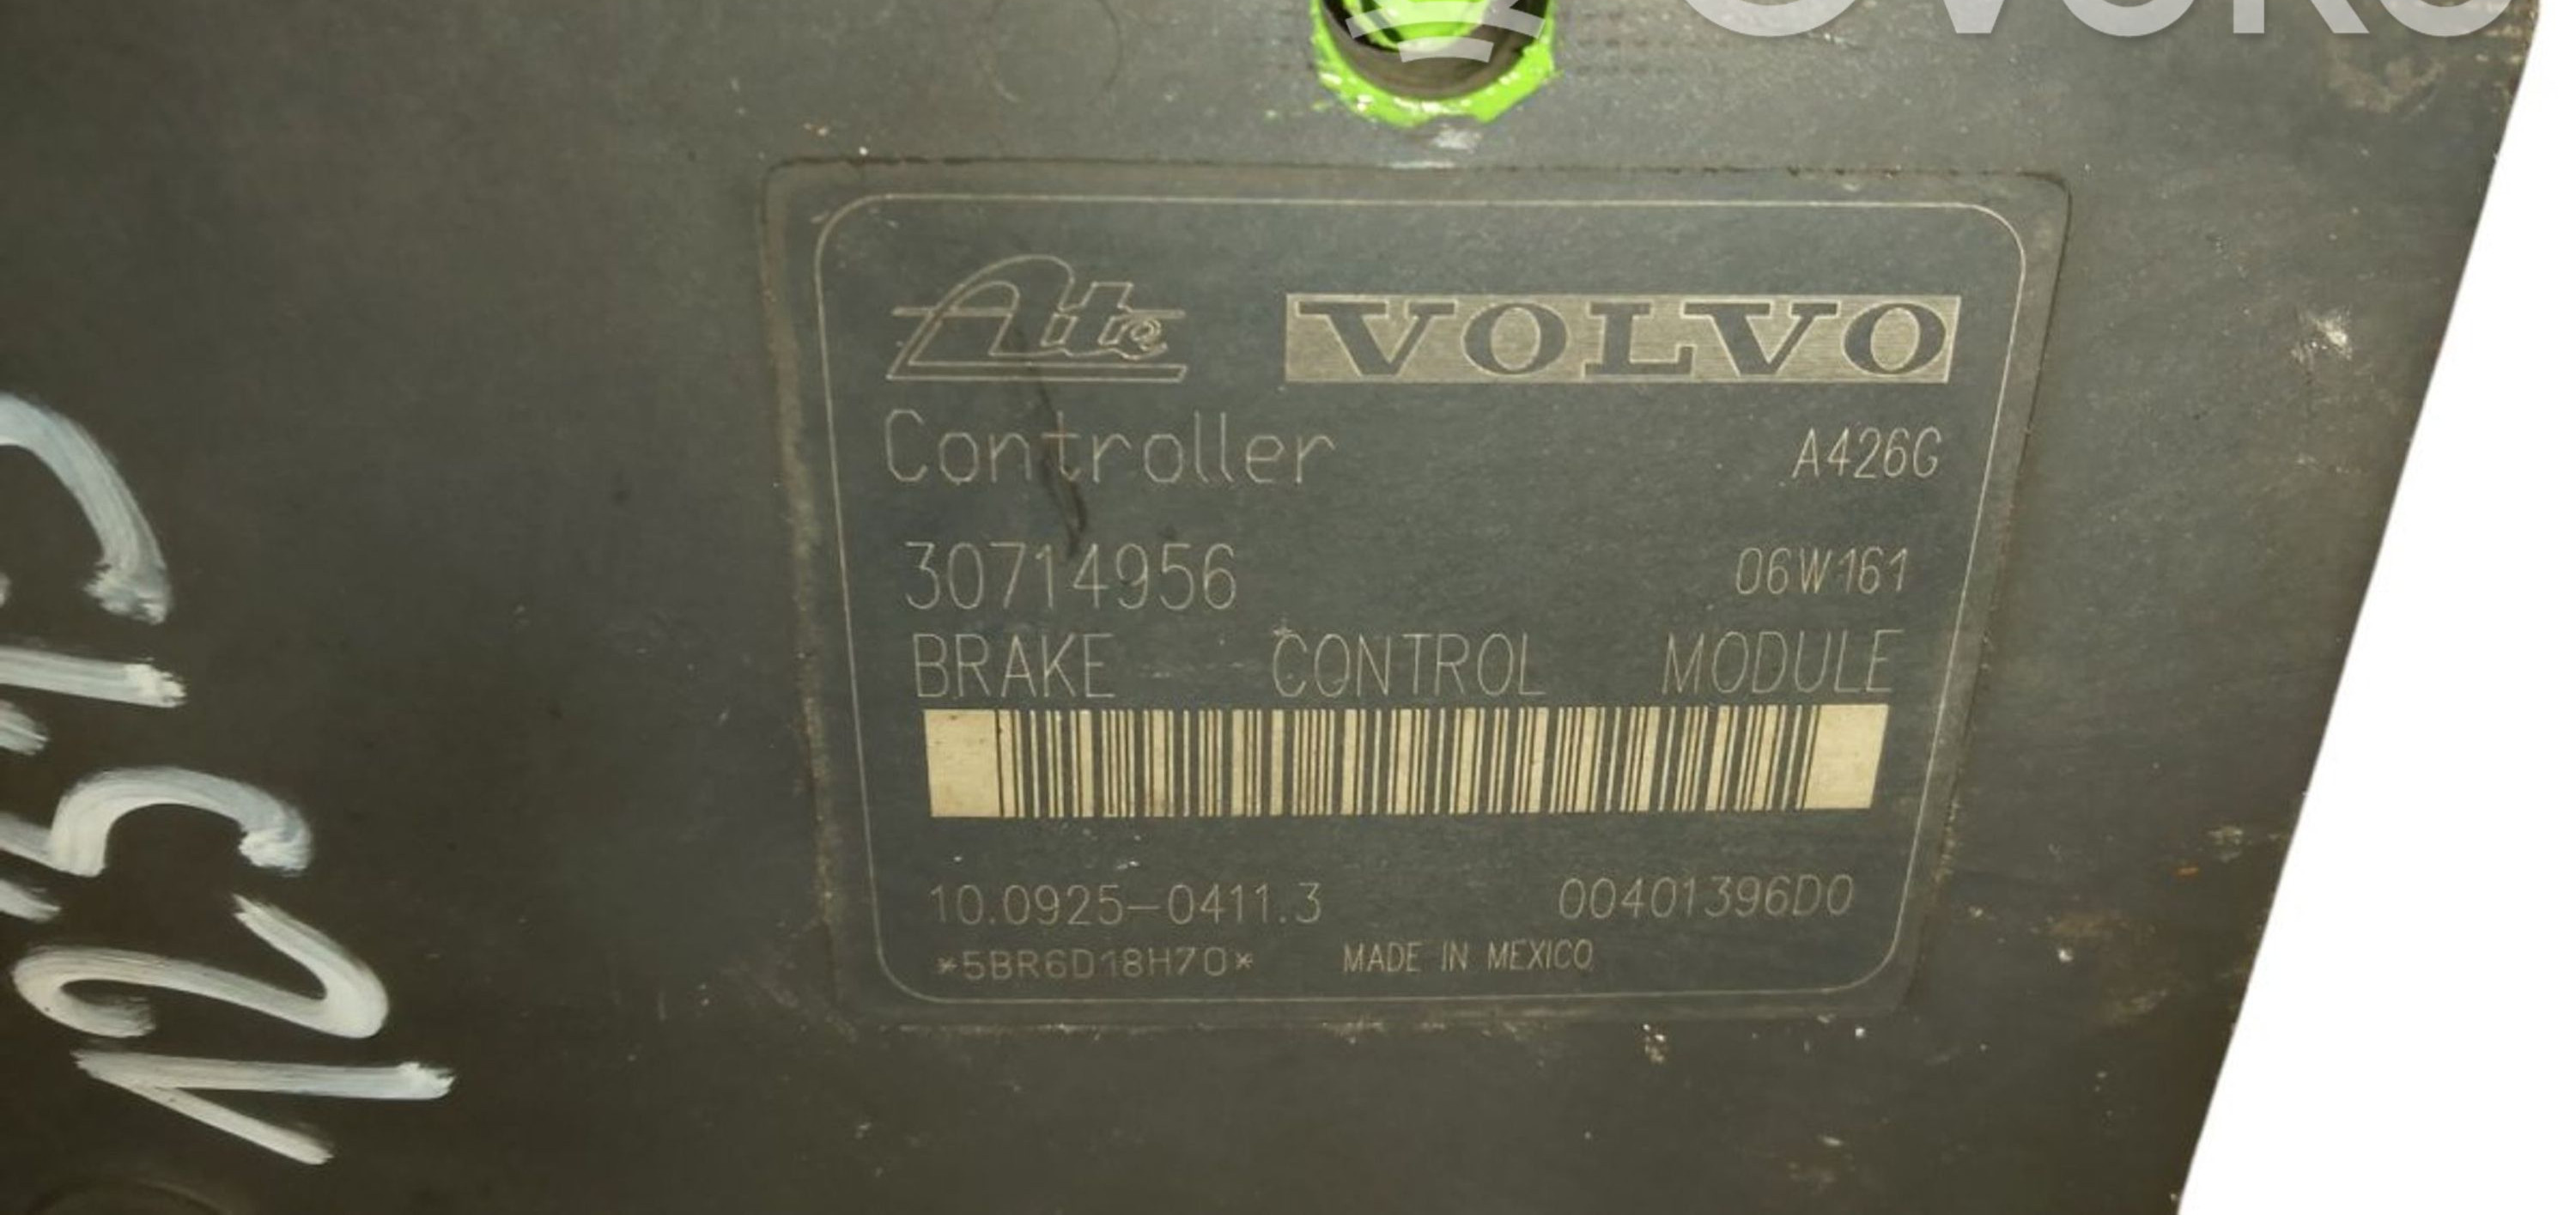 Ate VOLVO
Controller A426G
30714956 06W161
BRAKE CONTROL MODULE
10.0925-0411.3 00401396D0
*5BR6D18H70* MADE IN MEXICO